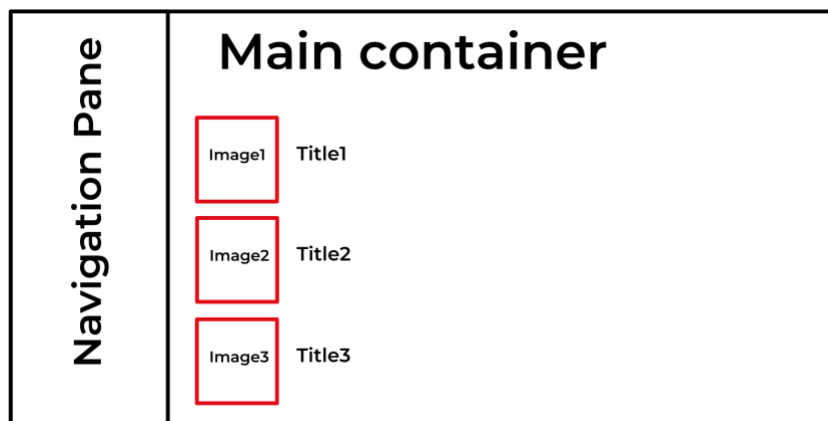 Navigation Pane
Main container
Image1 Title1
Image2 Title2
Image3 Title3